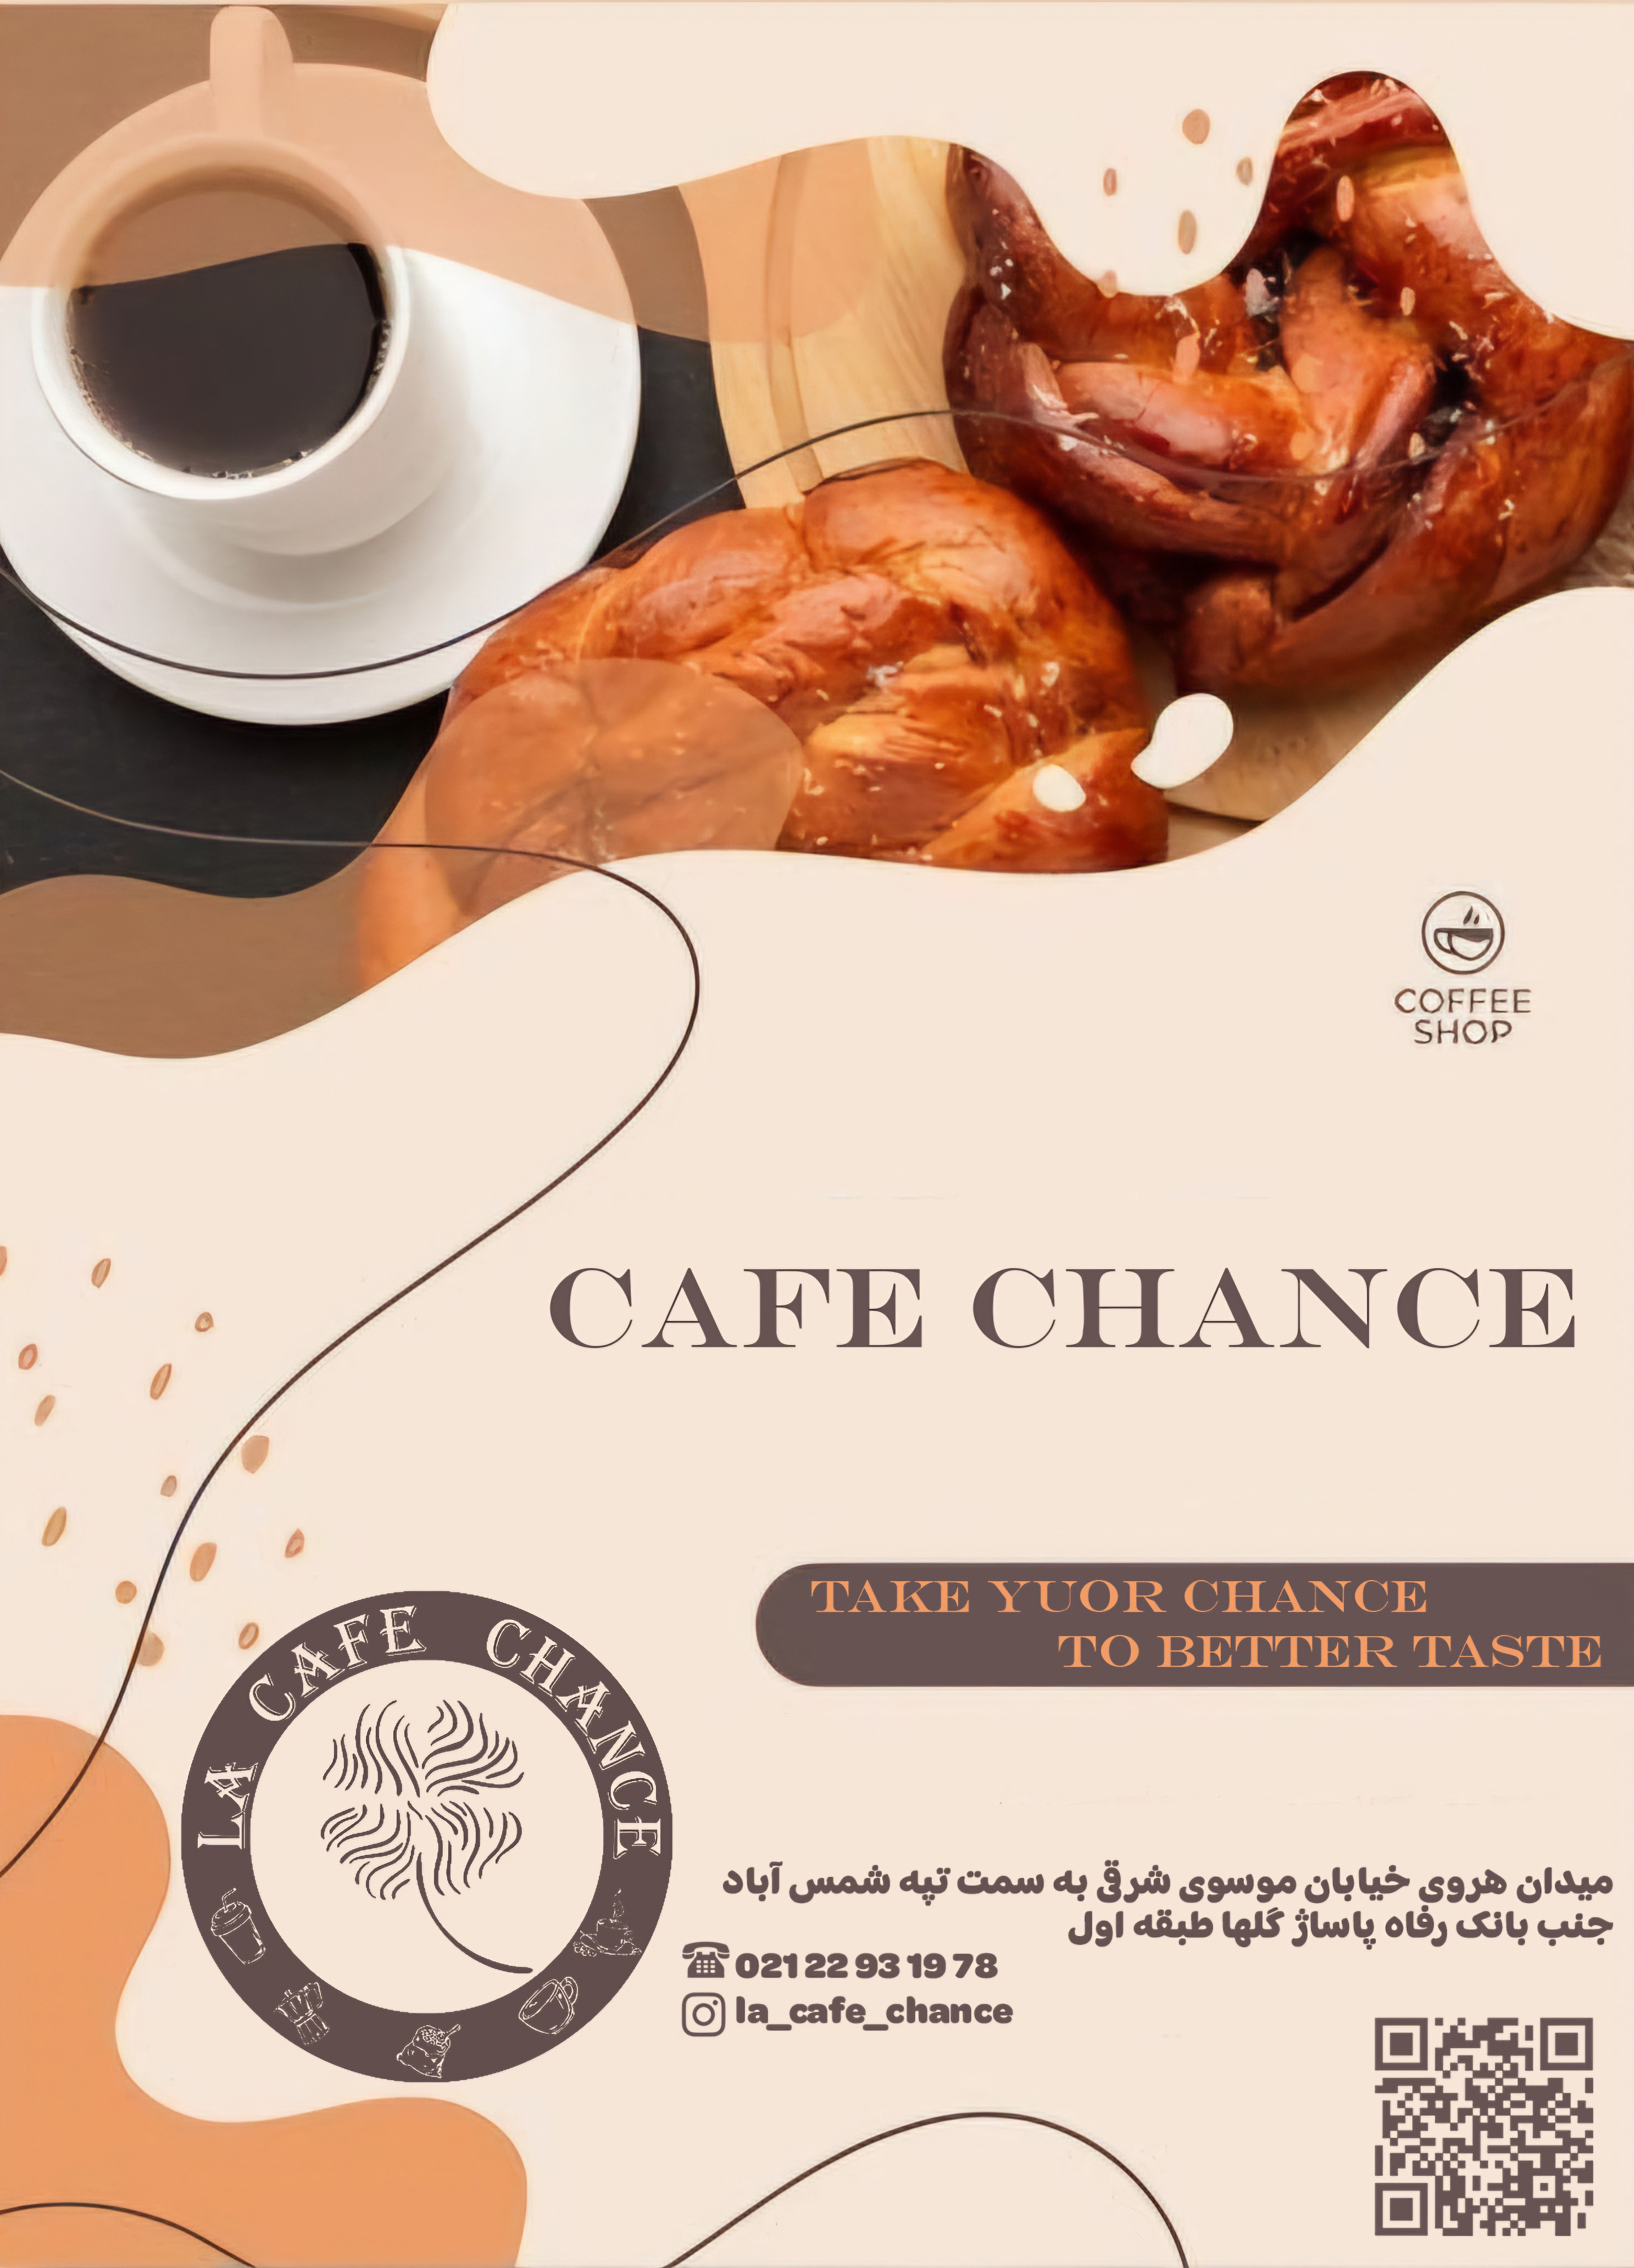 COFFEE
SHOP
CAFE CHANCE
TAKE YUOR CHANCE
TO BETTER TASTE
LA CAFE CHANCE
میدان هروی خیابان موسوی شرقی به سمت تپه شمس آباد
جنب بانک رفاه پاساژ گلها طبقه اول
021 22 93 19 78
la_cafe_chance